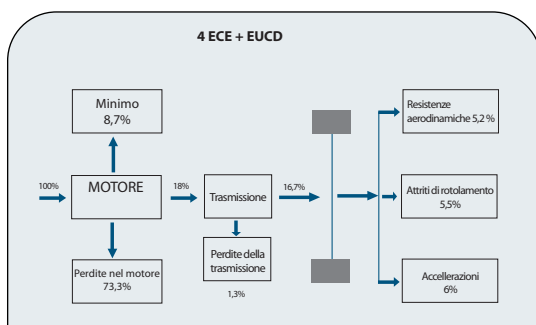 4 ECE + EUCD
Minimo
8,7%
100%
MOTORE
18%
Trasmissione
16,7%
Perdite nel motore
73,3%
Perdite della
trasmissione
1,3%
Resistenze
aerodinamiche 5,2 %
Attriti di rotolamento
5,5%
Accellerazioni
6%